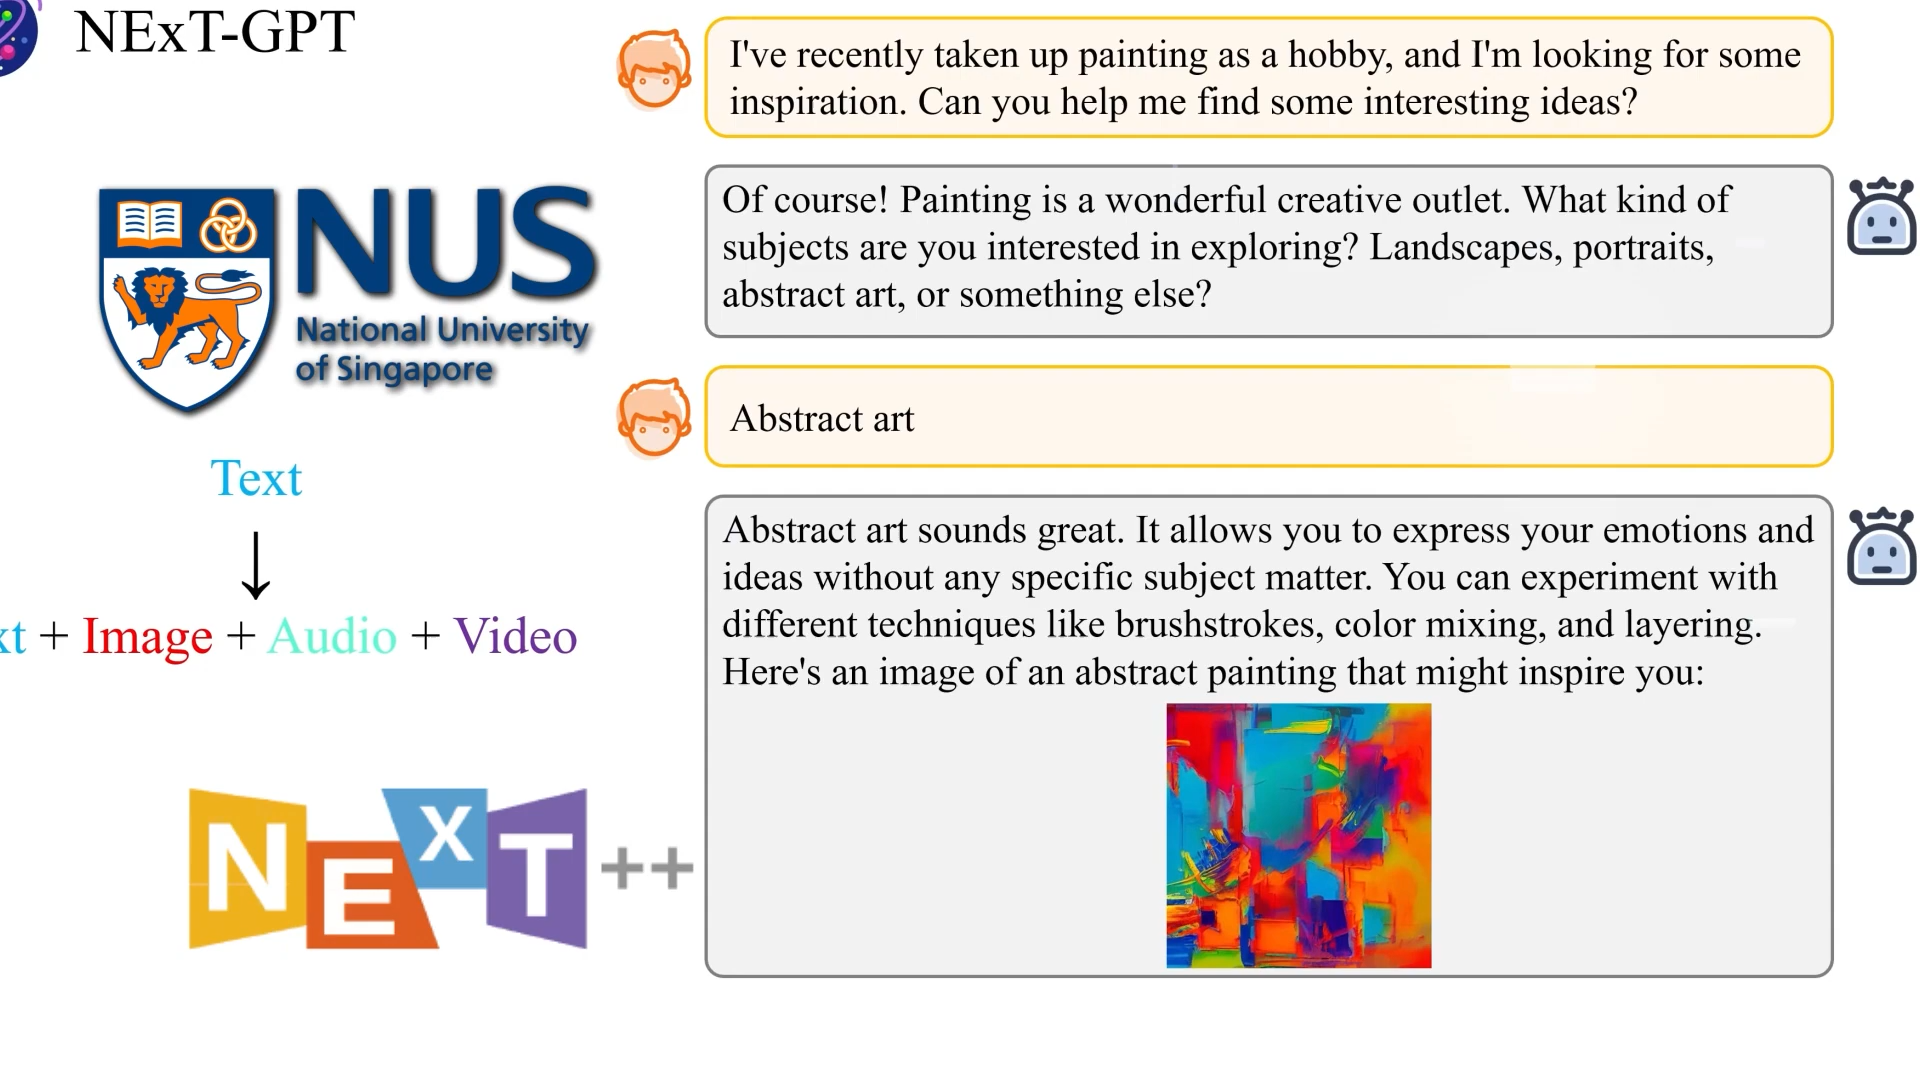 NExT-GPT
NUS
National University
of Singapore
Text
+ Image + Audio + Video
NExT++
I've recently taken up painting as a hobby, and I'm looking for some
inspiration. Can you help me find some interesting ideas?
Of course! Painting is a wonderful creative outlet. What kind of
subjects are you interested in exploring? Landscapes, portraits,
abstract art, or something else?
Abstract art
Abstract art sounds great. It allows you to express your emotions and
ideas without any specific subject matter. You can experiment with
different techniques like brushstrokes, color mixing, and layering.
Here's an image of an abstract painting that might inspire you: